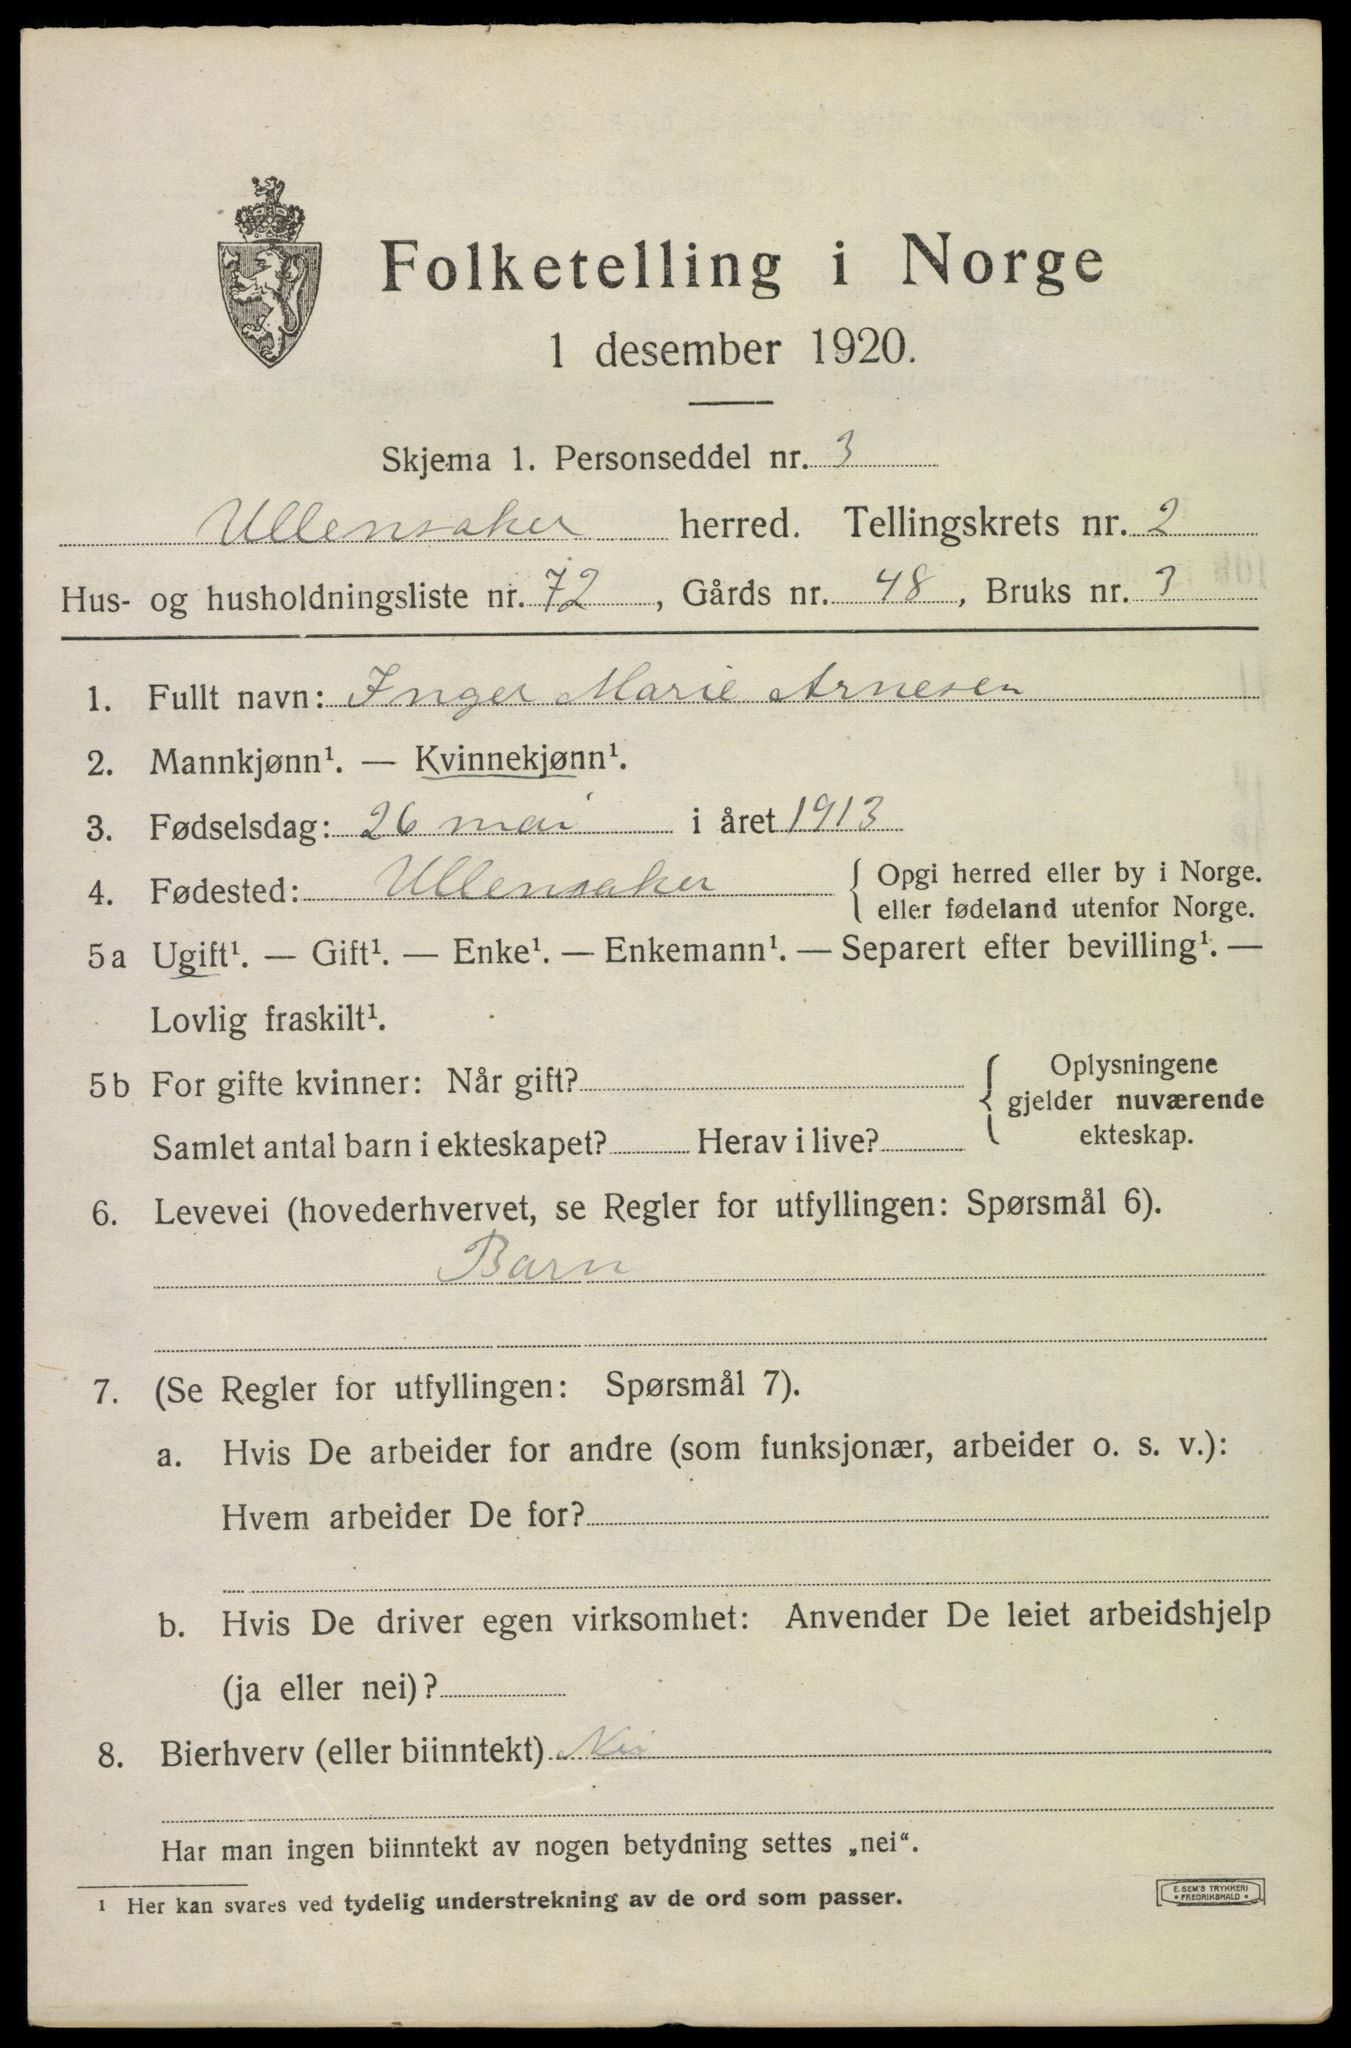 Folketelling i Norge
1 desember 1920.
Skjema 1. Personseddel nr. 3
Ullensaker herred. Tellingskrets nr. 2
Hus- og husholdningsliste nr. 72, Gårds nr. 48, Bruks nr. 3
1. Fullt navn: Inger Marie Arnesen
2. Mannkjønn¹. — Kvinnekjønn¹.
3. Fødselsdag: 26 mai i året 1913
4. Fødested: Ullensaker { Opgi herred eller by i Norge.
eller fødeland utenfor Norge.
5a Ugift¹. — Gift¹. — Enke¹. — Enkemann¹. — Separert efter bevilling¹. —
Lovlig fraskilt¹.
5b For gifte kvinner: Når gift?
Samlet antal barn i ekteskapet? Herav i live?
{ Oplysningene
gjelder nuværende
ekteskap.
6. Levevei (hovederhvervet, se Regler for utfyllingen: Spørsmål 6).
Barn
7. (Se Regler for utfyllingen: Spørsmål 7).
a. Hvis De arbeider for andre (som funksjonær, arbeider o. s. v.):
Hvem arbeider De for?
b. Hvis De driver egen virksomhet: Anvender De leiet arbeidshjelp
(ja eller nei)?
8. Bierhverv (eller biinntekt) Nei
Har man ingen biinntekt av nogen betydning settes „nei“.
1 Her kan svares ved tydelig understrekning av de ord som passer.
E. SEM'S TRYKKERI
• FREDRIKSHALD •